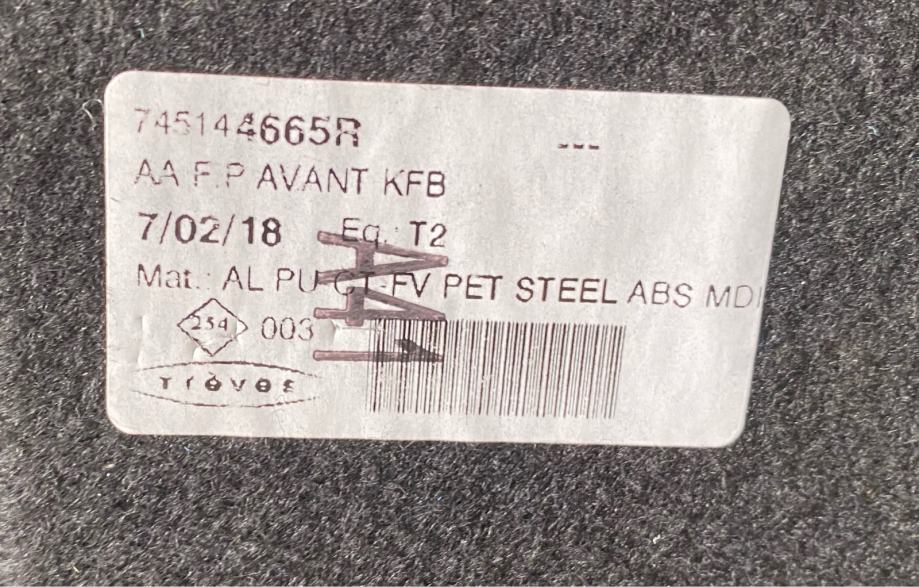 745144665R ---
AA F.P AVANT KFB
7/02/18 Eq.: T2
Mat.: AL PU CT-FV PET STEEL ABS MDI
254 003
Trèves